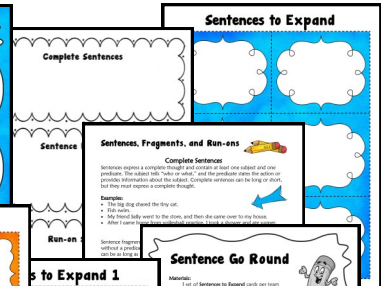 Sentences to Expand
Complete Sentences
Sentence
Run-on
Sentences, Fragments, and Run-ons
Complete Sentences
Sentences express a complete thought and contain at least one subject and one
predicate. The subject tells "who or what," and the predicate states the action or
provides information about the subject. Complete sentences can be long or short,
but they must express a complete thought.
Examples:
• The big dog chased the tiny cat.
• Fish swim.
• My friend Sally went to the store, and then she came over to my house.
• After I came home from volleyball practice, I took a shower and ate supper.
Sentence fragmen
without a predica
can be as long as
s to Expand 1
Sentence Go Round
Materials:
1 set of Sentences to Expand cards per team